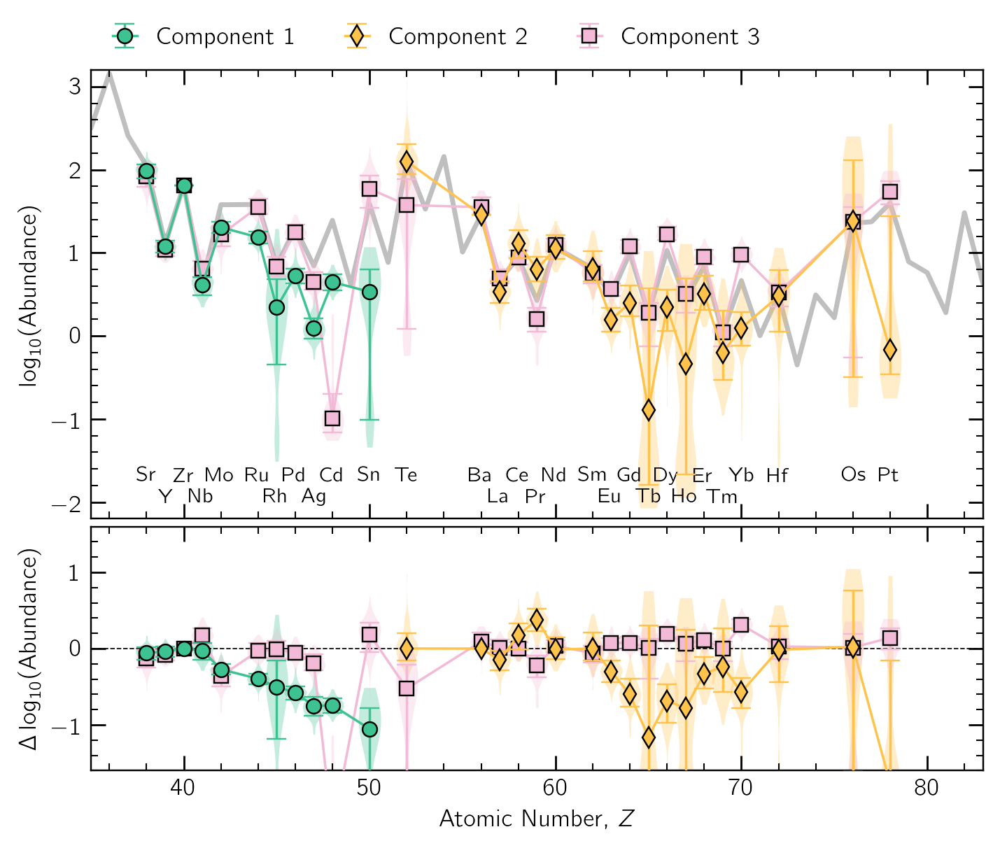 Component 1 Component 2 Component 3
log₁₀(Abundance)
3
2
1
0
−1
−2
Sr Zr Mo Ru Pd Cd Sn Te Ba Ce Nd Sm Gd Dy Er Yb Hf Os Pt
Y Nb Rh Ag La Pr Eu Tb Ho Tm
Δ log₁₀(Abundance)
1
0
−1
40 50 60 70 80
Atomic Number, Z